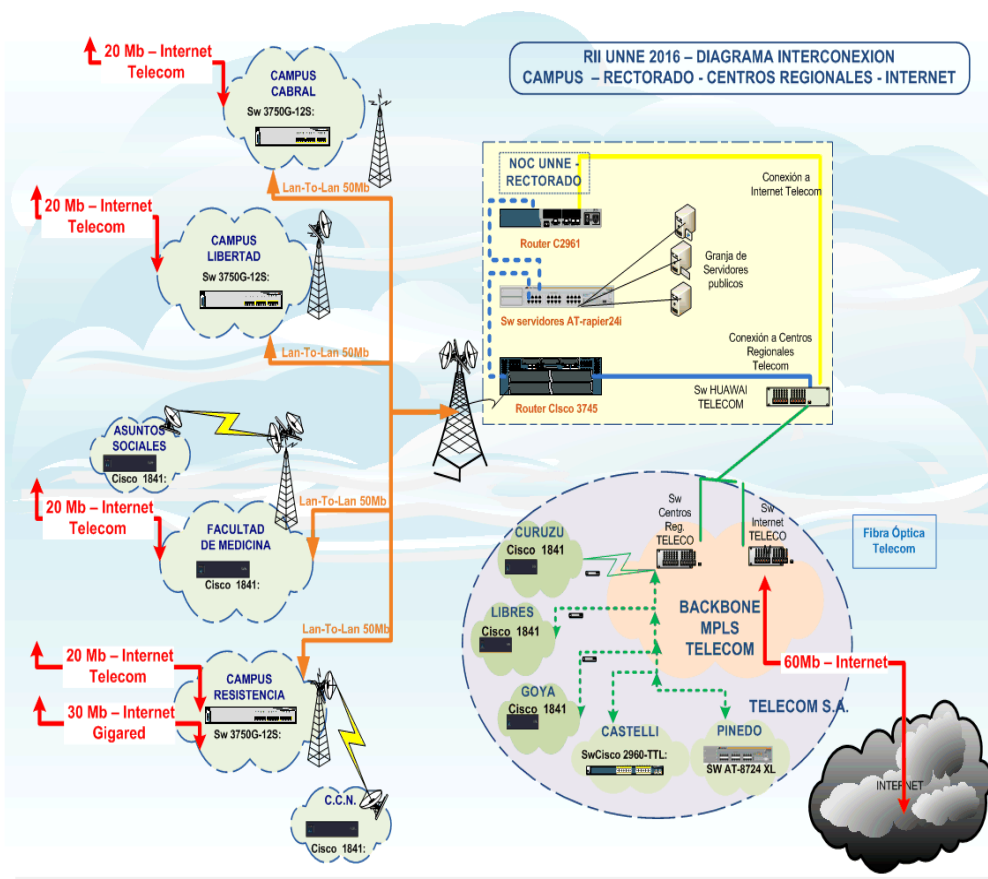 RII UNNE 2016 – DIAGRAMA INTERCONEXION
CAMPUS – RECTORADO - CENTROS REGIONALES - INTERNET
20 Mb – Internet
Telecom
CAMPUS
CABRAL
Sw 3750G-12S:
Lan-To-Lan 50Mb
20 Mb – Internet
Telecom
CAMPUS
LIBERTAD
Sw 3750G-12S:
Lan-To-Lan 50Mb
NOC UNNE -
RECTORADO
Conexión a
Internet Telecom
Router C2961
Granja de
Servidores
publicos
Sw servidores AT-rapier24i
Conexión a Centros
Regionales
Telecom
Router CIsco 3745
Sw HUAWAI
TELECOM
ASUNTOS
SOCIALES
Cisco 1841:
20 Mb – Internet
Telecom
Lan-To-Lan 50Mb
FACULTAD
DE MEDICINA
Cisco 1841:
Lan-To-Lan 50Mb
20 Mb – Internet
Telecom
30 Mb – Internet
Gigared
CAMPUS
RESISTENCIA
Sw 3750G-12S:
C.C.N.
Cisco 1841:
Sw
Centros
Reg.
TELECO
Sw
Internet
TELECO
Fibra Óptica
Telecom
CURUZU
Cisco 1841
LIBRES
Cisco 1841
GOYA
Cisco 1841
BACKBONE
MPLS
TELECOM
60Mb – Internet
TELECOM S.A.
CASTELLI
SwCisco 2960-TTL:
PINEDO
SW AT-8724 XL
INTERNET